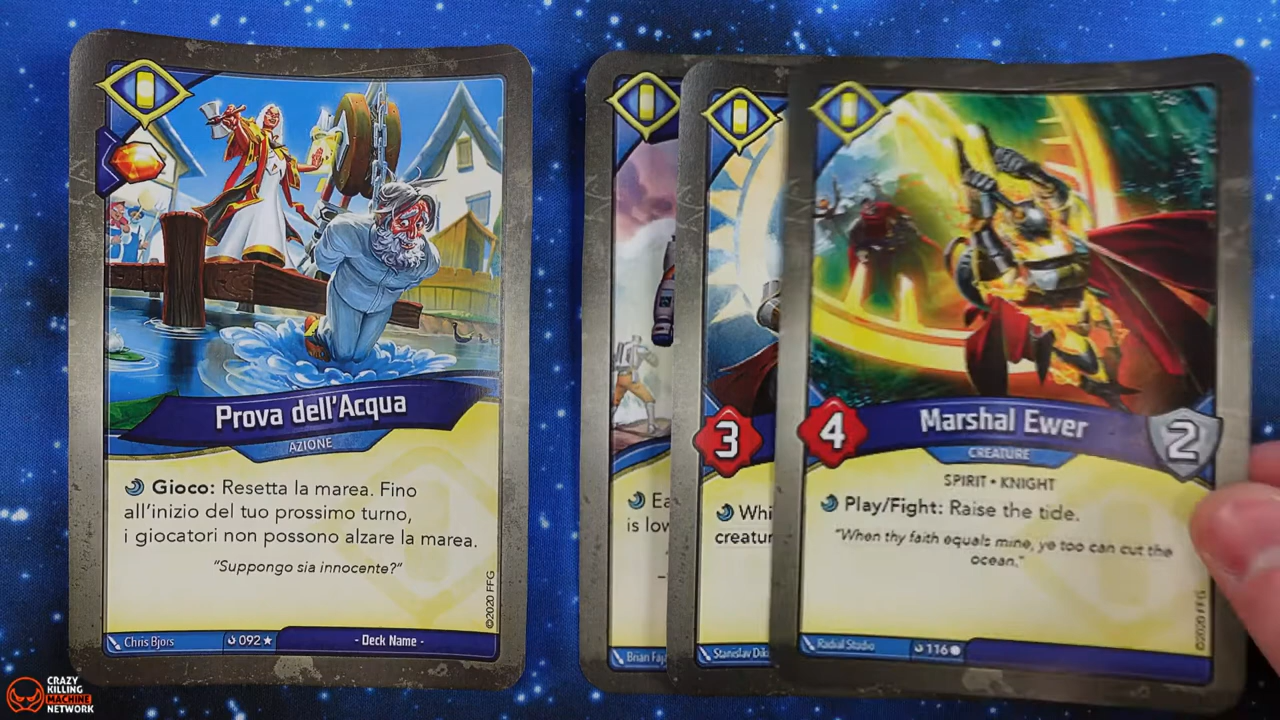 Prova dell'Acqua
AZIONE
Gioco: Resetta la marea. Fino
all'inizio del tuo prossimo turno,
i giocatori non possono alzare la marea.
"Suppongo sia innocente?"
©2020 FFG
Chris Bjors
092
- Deck Name -
Ea
is low
Brian Faj
3
Whi
creatur
Stanislav Dik
4
Marshal Ewer
2
CREATURE
SPIRIT • KNIGHT
Play/Fight: Raise the tide.
"When thy faith equals mine, ye too can cut the
ocean."
©2020 FFG
Radial Studio
116
CRAZY
KILLING
MACHINE
NETWORK